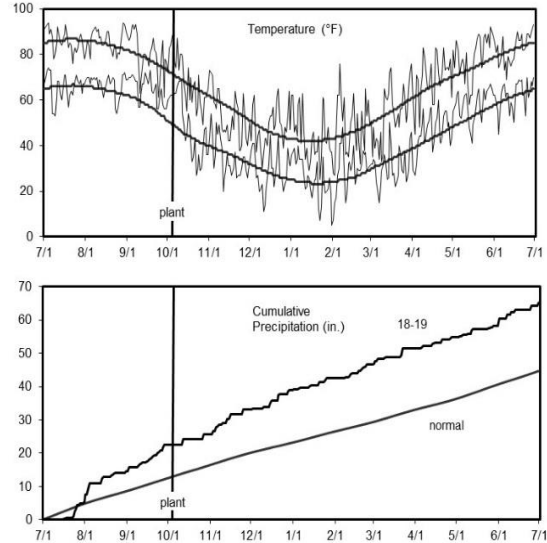 100
Temperature (°F)
80
60
40
20
plant
0
7/1 8/1 9/1 10/1 11/1 12/1 1/1 2/1 3/1 4/1 5/1 6/1 7/1
70
Cumulative
Precipitation (in.)
18-19
60
50
40
30
20
normal
10
plant
0
7/1 8/1 9/1 10/1 11/1 12/1 1/1 2/1 3/1 4/1 5/1 6/1 7/1